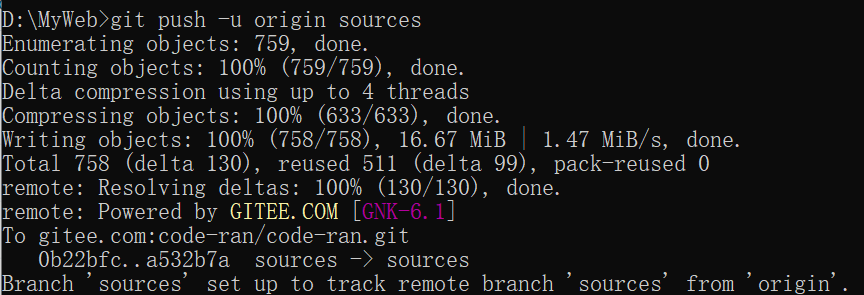 D:\MyWeb>git push -u origin sources
Enumerating objects: 759, done.
Counting objects: 100% (759/759), done.
Delta compression using up to 4 threads
Compressing objects: 100% (633/633), done.
Writing objects: 100% (758/758), 16.67 MiB | 1.47 MiB/s, done.
Total 758 (delta 130), reused 511 (delta 99), pack-reused 0
remote: Resolving deltas: 100% (130/130), done.
remote: Powered by GITEE.COM [GNK-6.1]
To gitee.com:code-ran/code-ran.git
   0b22bfc..a532b7a  sources -> sources
Branch 'sources' set up to track remote branch 'sources' from 'origin'.